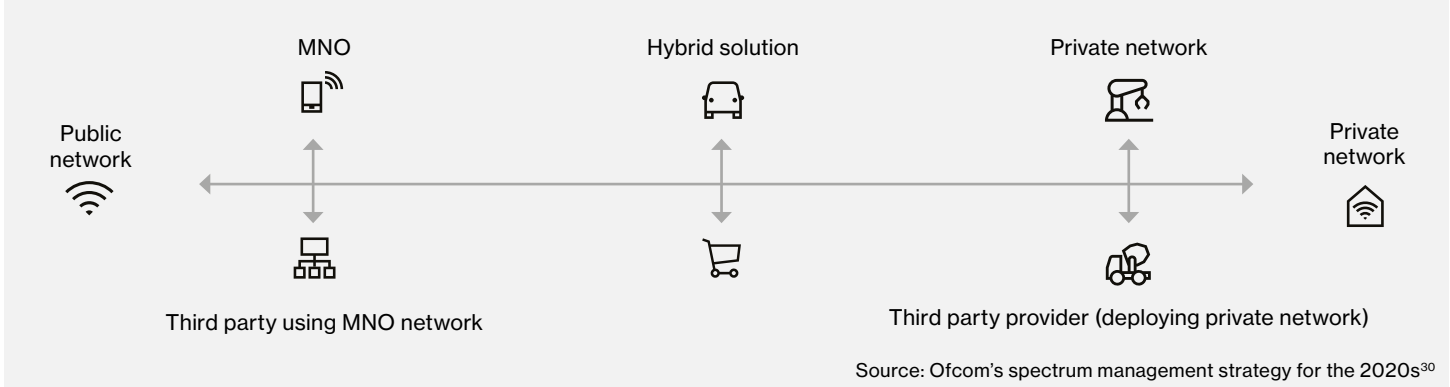 MNO
Hybrid solution
Private network
Public
network
Private
network
Third party using MNO network
Third party provider (deploying private network)
Source: Ofcom's spectrum management strategy for the 2020s³⁰